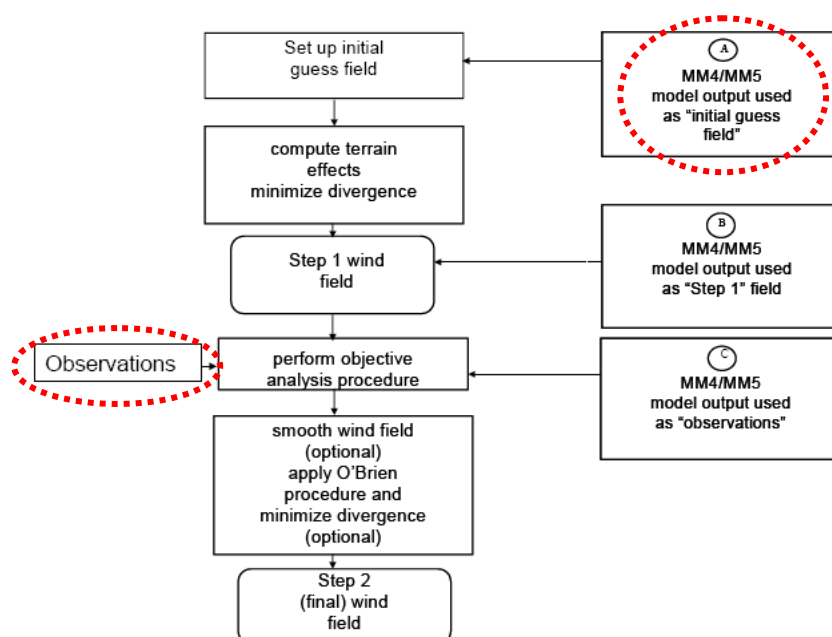 Set up initial
guess field
A
MM4/MM5
model output used
as “initial guess
field”
compute terrain
effects
minimize divergence
Step 1 wind
field
B
MM4/MM5
model output used
as “Step 1” field
Observations
perform objective
analysis procedure
C
MM4/MM5
model output used
as “observations”
smooth wind field
(optional)
apply O’Brien
procedure and
minimize divergence
(optional)
Step 2
(final) wind
field